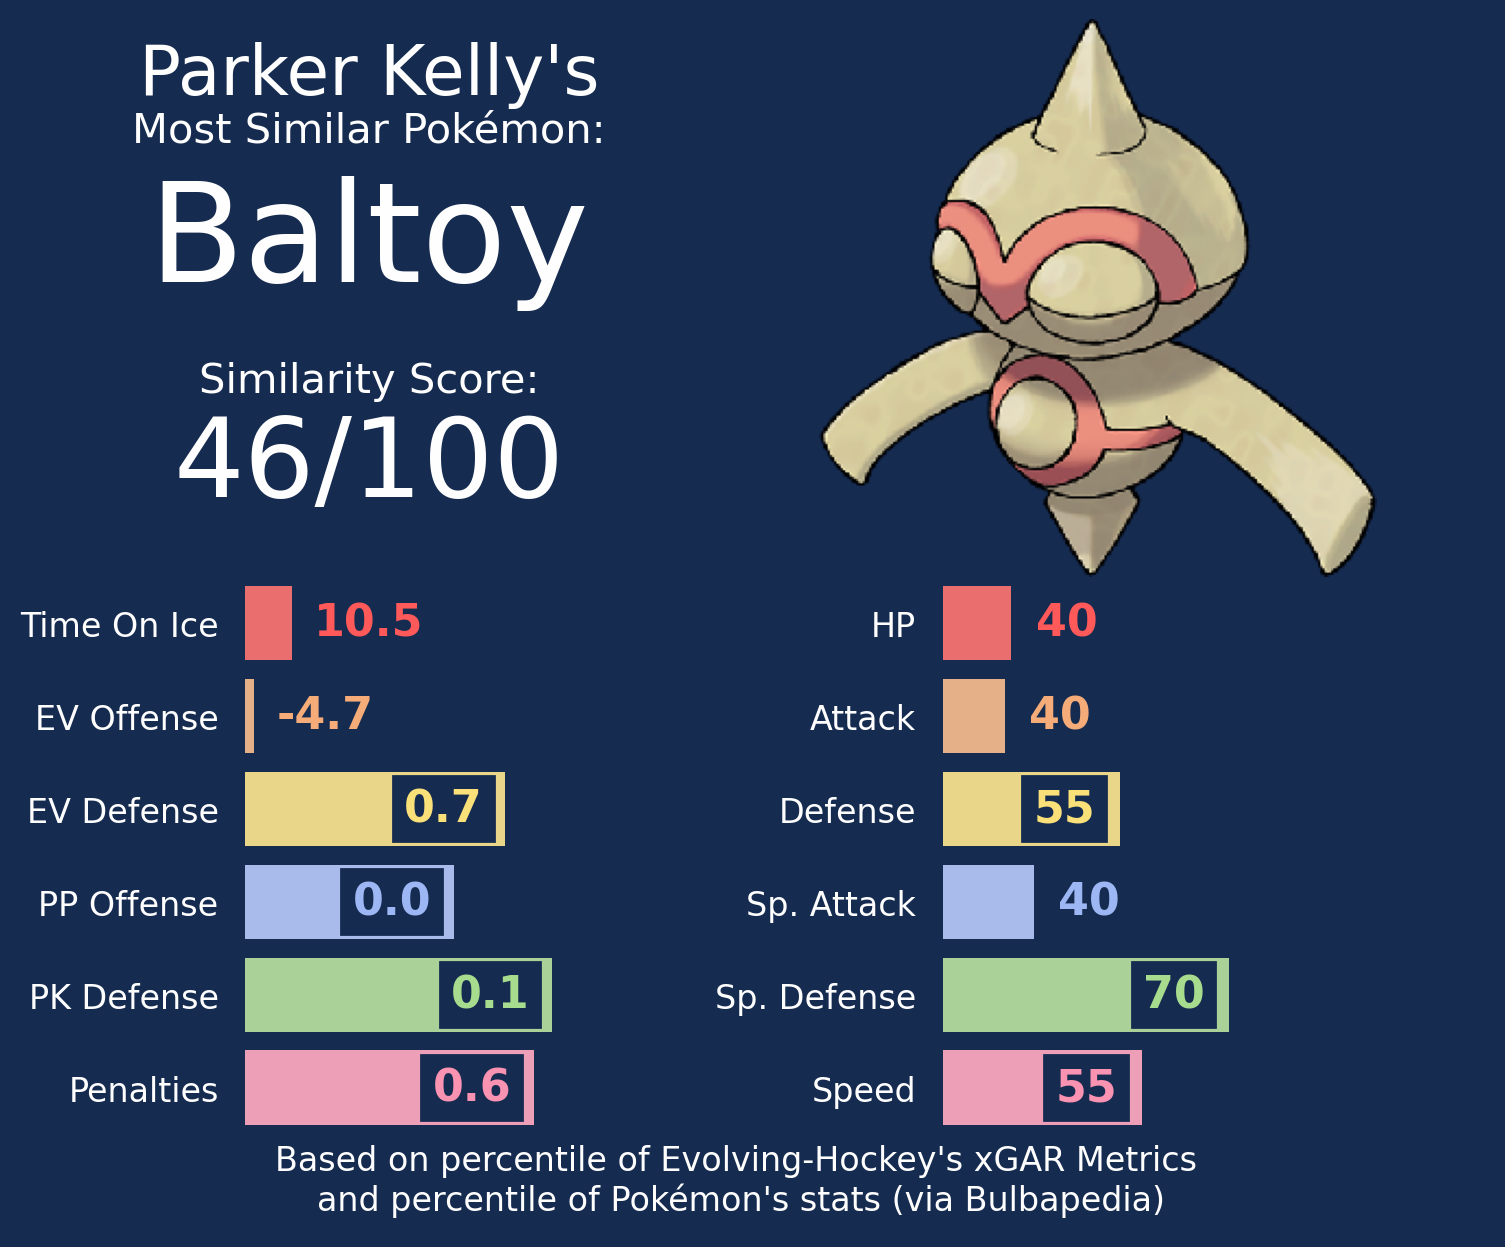 Parker Kelly's
Most Similar Pokémon:
Baltoy
Similarity Score:
46/100
Time On Ice 10.5
EV Offense -4.7
EV Defense 0.7
PP Offense 0.0
PK Defense 0.1
Penalties 0.6
HP 40
Attack 40
Defense 55
Sp. Attack 40
Sp. Defense 70
Speed 55
Based on percentile of Evolving-Hockey's xGAR Metrics
and percentile of Pokémon's stats (via Bulbapedia)